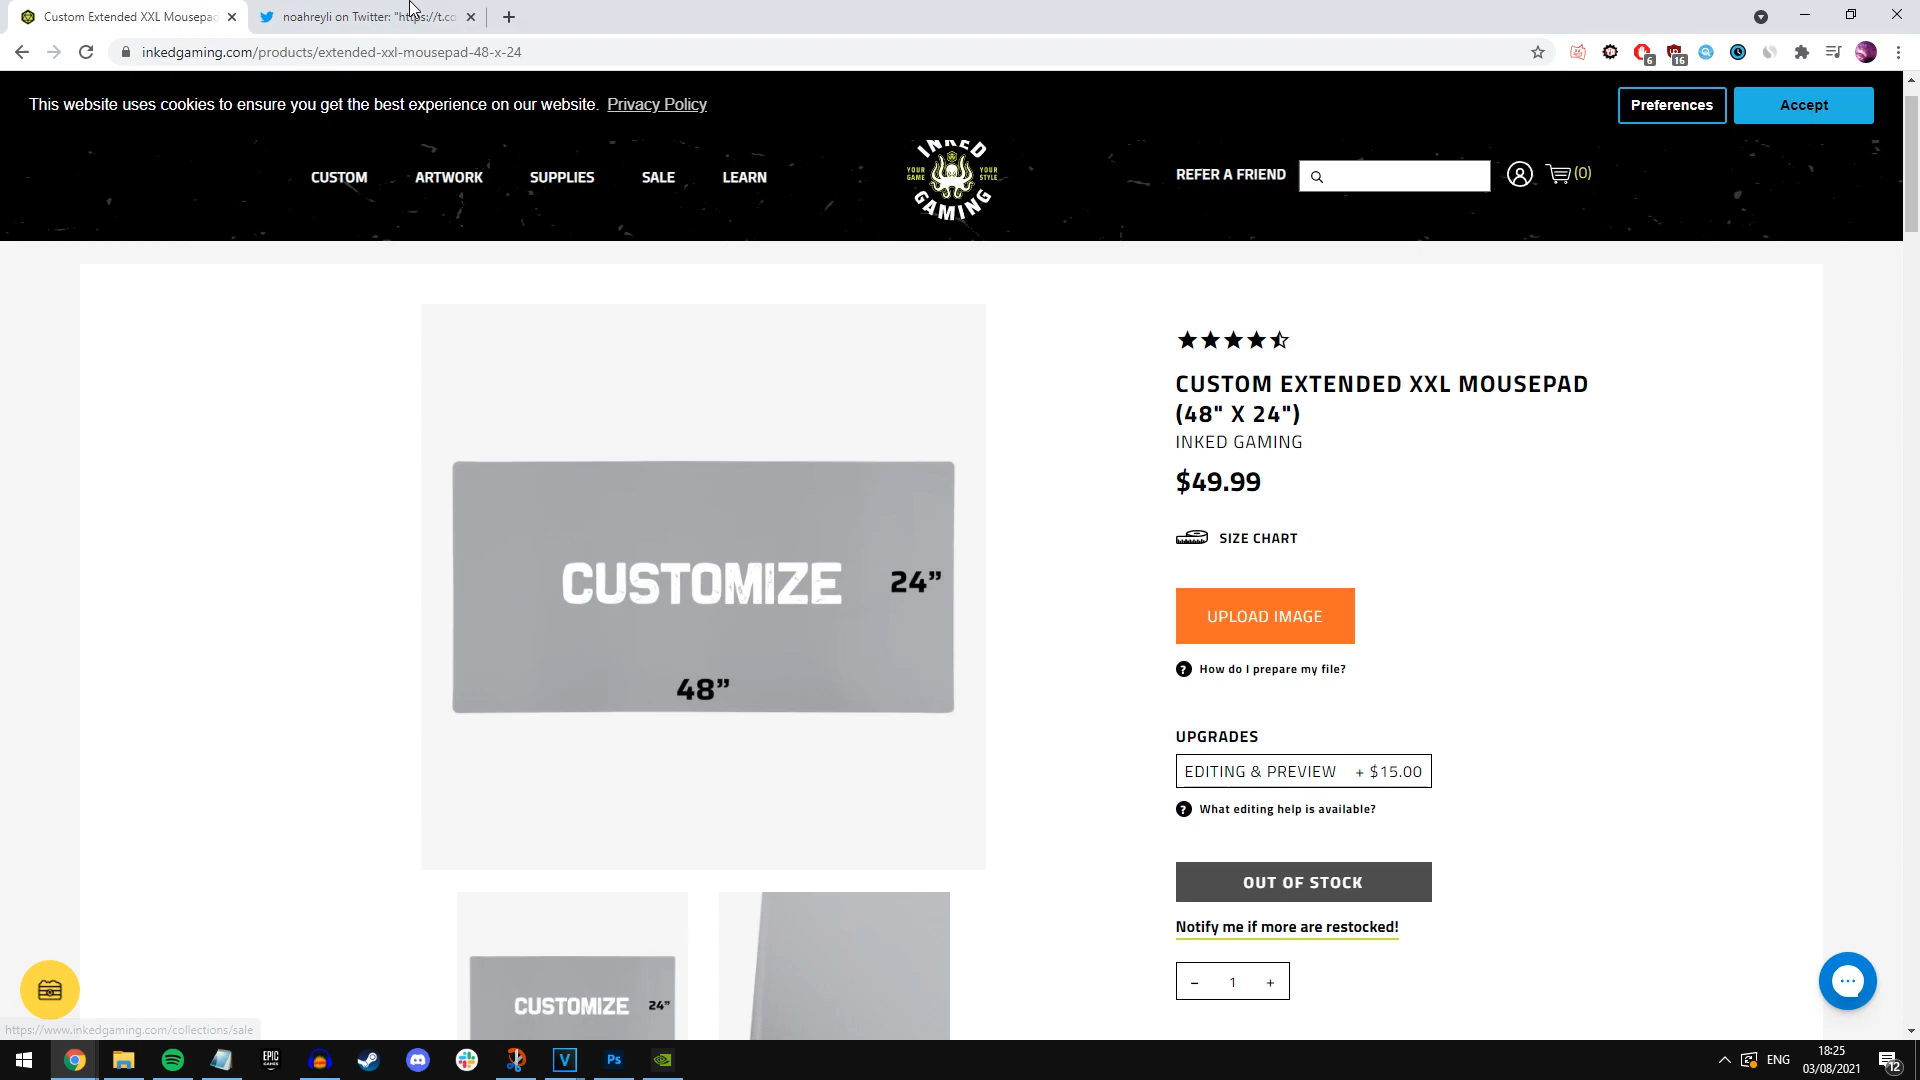 Custom Extended XXL Mousepad
noahreyli on Twitter: "https://t.co
inkedgaming.com/products/extended-xxl-mousepad-48-x-24
6
16
This website uses cookies to ensure you get the best experience on our website. Privacy Policy
Preferences
Accept
CUSTOM
ARTWORK
SUPPLIES
SALE
LEARN
INKED
YOUR GAME
YOUR STYLE
GAMING
REFER A FRIEND
(0)
CUSTOM EXTENDED XXL MOUSEPAD
(48" X 24")
INKED GAMING
$49.99
SIZE CHART
CUSTOMIZE
24”
48”
UPLOAD IMAGE
? How do I prepare my file?
UPGRADES
EDITING & PREVIEW + $15.00
? What editing help is available?
OUT OF STOCK
Notify me if more are restocked!
- 1 +
CUSTOMIZE
24”
https://www.inkedgaming.com/collections/sale
EPIC GAMES
V
Ps
ENG
18:25
03/08/2021
12